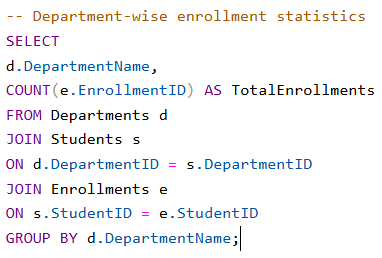 -- Department-wise enrollment statistics
SELECT
d.DepartmentName,
COUNT(e.EnrollmentID) AS TotalEnrollments
FROM Departments d
JOIN Students s
ON d.DepartmentID = s.DepartmentID
JOIN Enrollments e
ON s.StudentID = e.StudentID
GROUP BY d.DepartmentName;